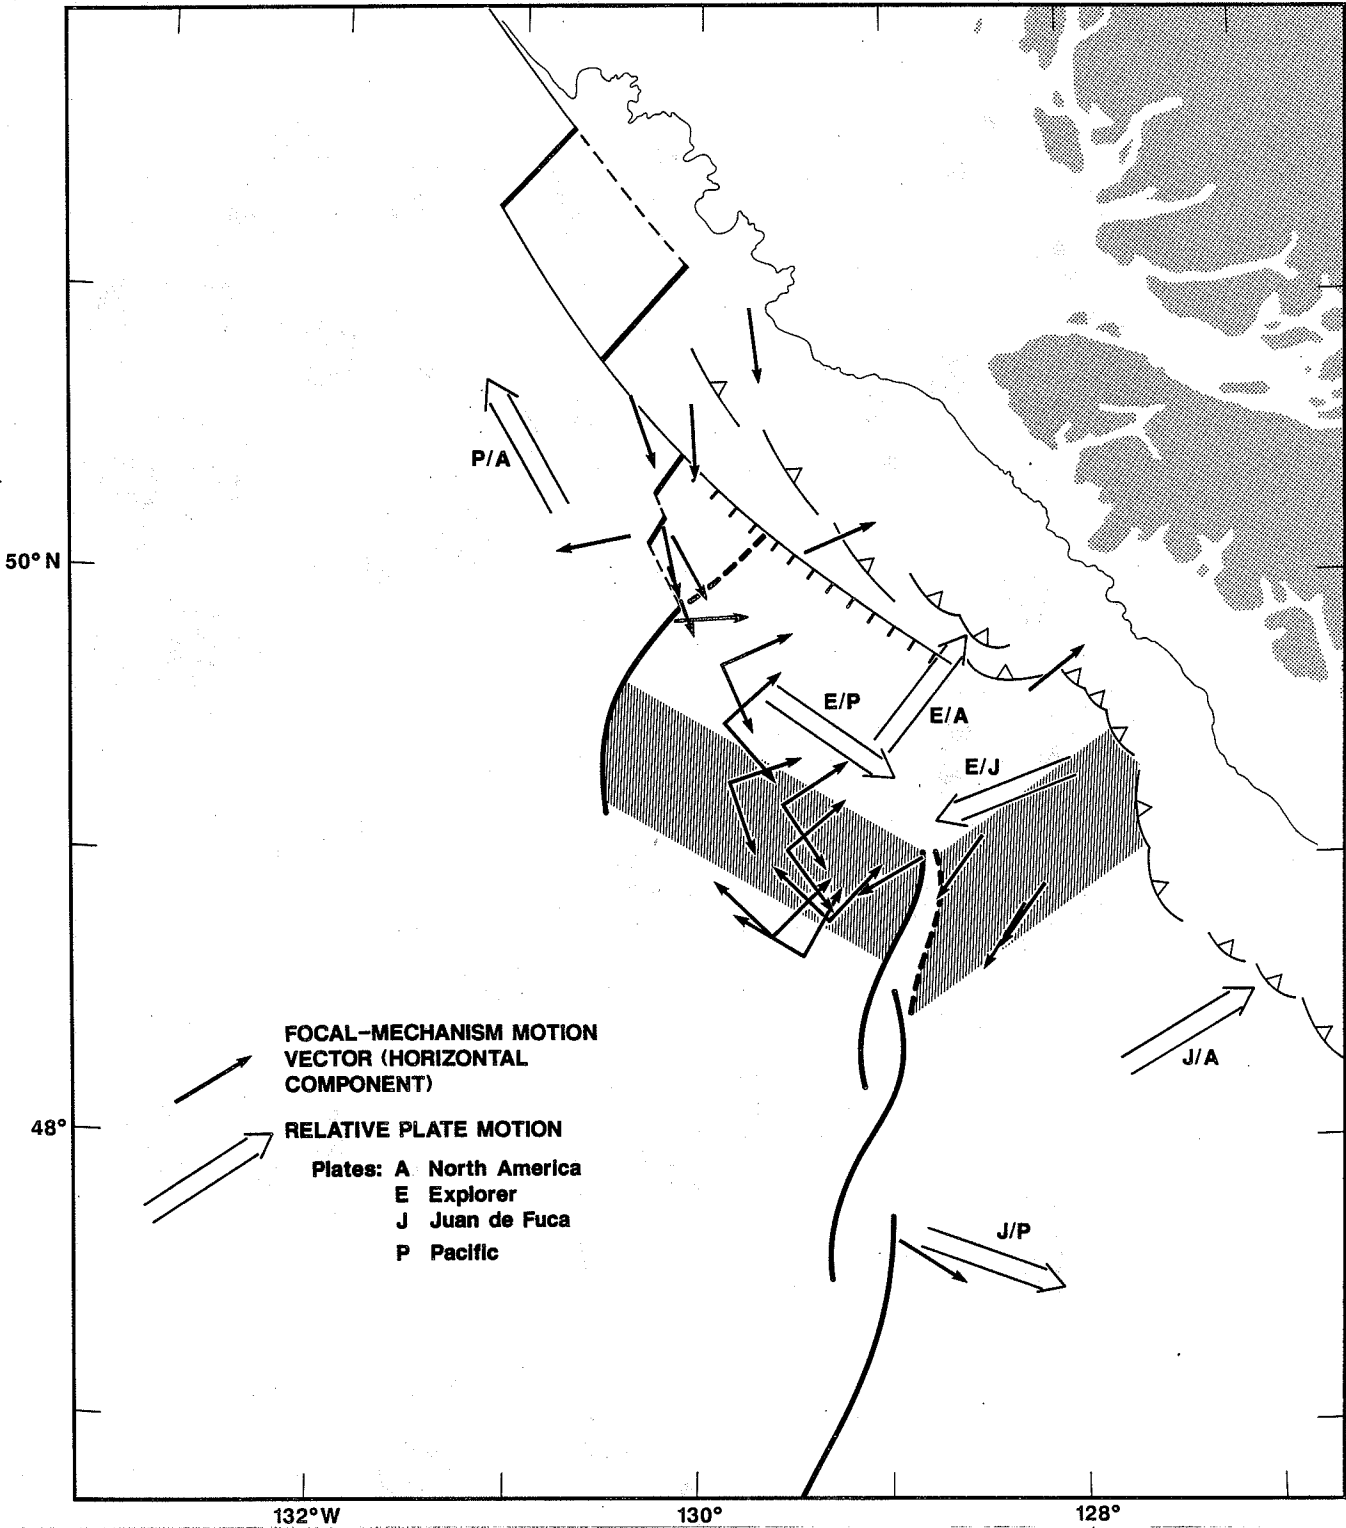 P/A
50° N
E/P
E/A
E/J
FOCAL-MECHANISM MOTION
VECTOR (HORIZONTAL
COMPONENT)
J/A
48°
RELATIVE PLATE MOTION
Plates: A North America
E Explorer
J Juan de Fuca
P Pacific
J/P
132°W
130°
128°